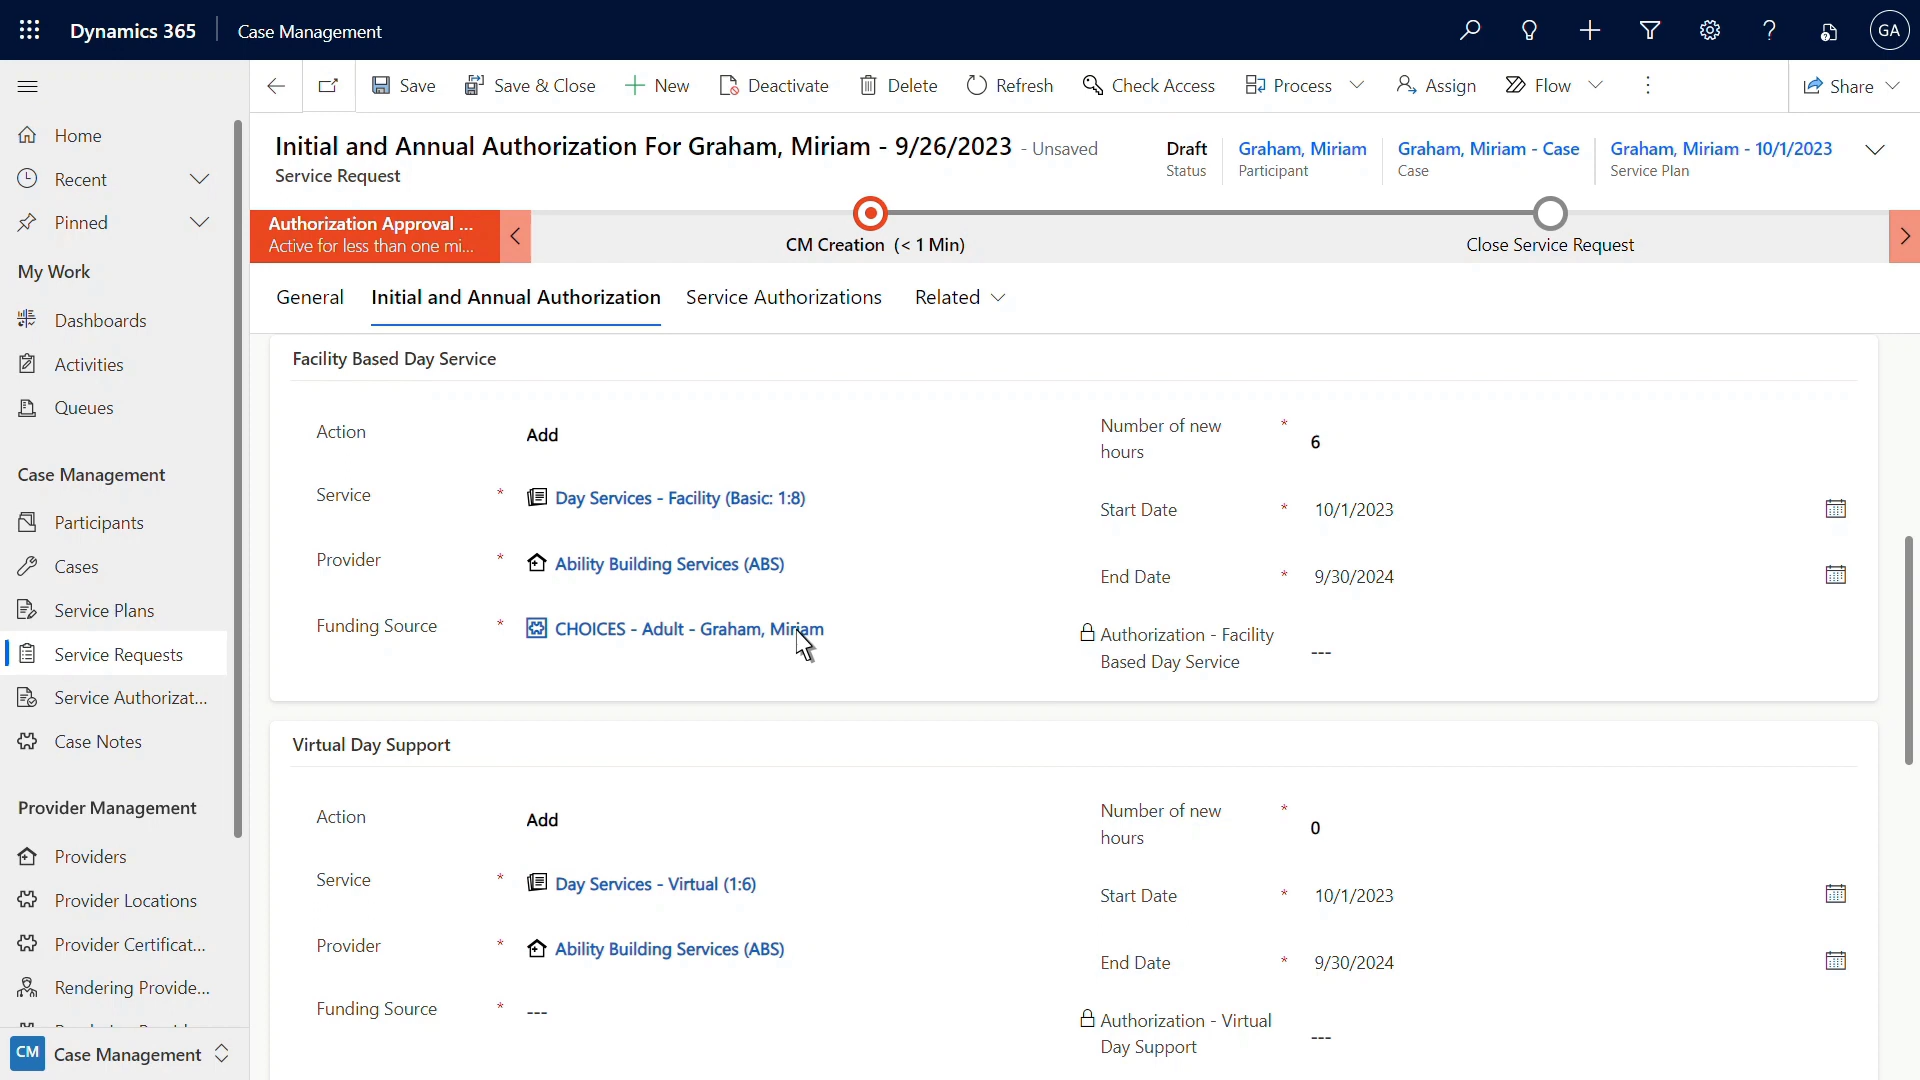 Dynamics 365
Case Management
GA
Save
Save & Close
New
Deactivate
Delete
Refresh
Check Access
Process
Assign
Flow
Share
Home
Recent
Pinned
My Work
Dashboards
Activities
Queues
Case Management
Participants
Cases
Service Plans
Service Requests
Service Authorizat...
Case Notes
Provider Management
Providers
Provider Locations
Provider Certificat...
Rendering Provide...
CM Case Management
Initial and Annual Authorization For Graham, Miriam - 9/26/2023 - Unsaved
Service Request
Draft
Status
Graham, Miriam
Participant
Graham, Miriam - Case
Case
Graham, Miriam - 10/1/2023
Service Plan
Authorization Approval ...
Active for less than one mi...
CM Creation (< 1 Min)
Close Service Request
General
Initial and Annual Authorization
Service Authorizations
Related
Facility Based Day Service
Action
Add
Service * Day Services - Facility (Basic: 1:8)
Provider * Ability Building Services (ABS)
Funding Source * CHOICES - Adult - Graham, Miriam
Number of new
hours
* 6
Start Date * 10/1/2023
End Date * 9/30/2024
Authorization - Facility
Based Day Service
---
Virtual Day Support
Action
Add
Service * Day Services - Virtual (1:6)
Provider * Ability Building Services (ABS)
Funding Source * ---
Number of new
hours
* 0
Start Date * 10/1/2023
End Date * 9/30/2024
Authorization - Virtual
Day Support
---